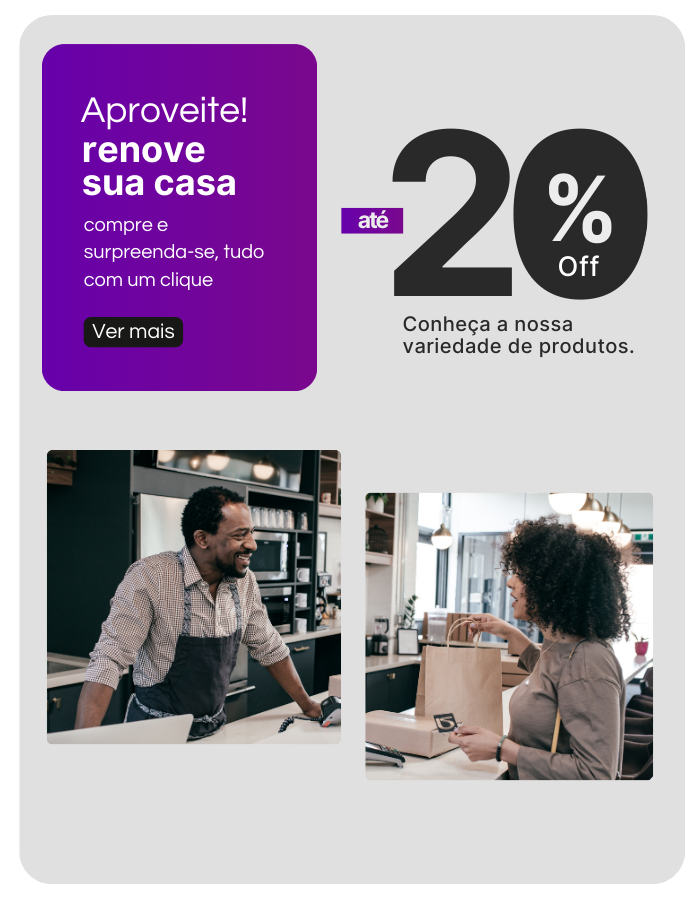 Aproveite!
renove
sua casa
compre e
surpreenda-se, tudo
com um clique
Ver mais
até
20
%
Off
Conheça a nossa
variedade de produtos.